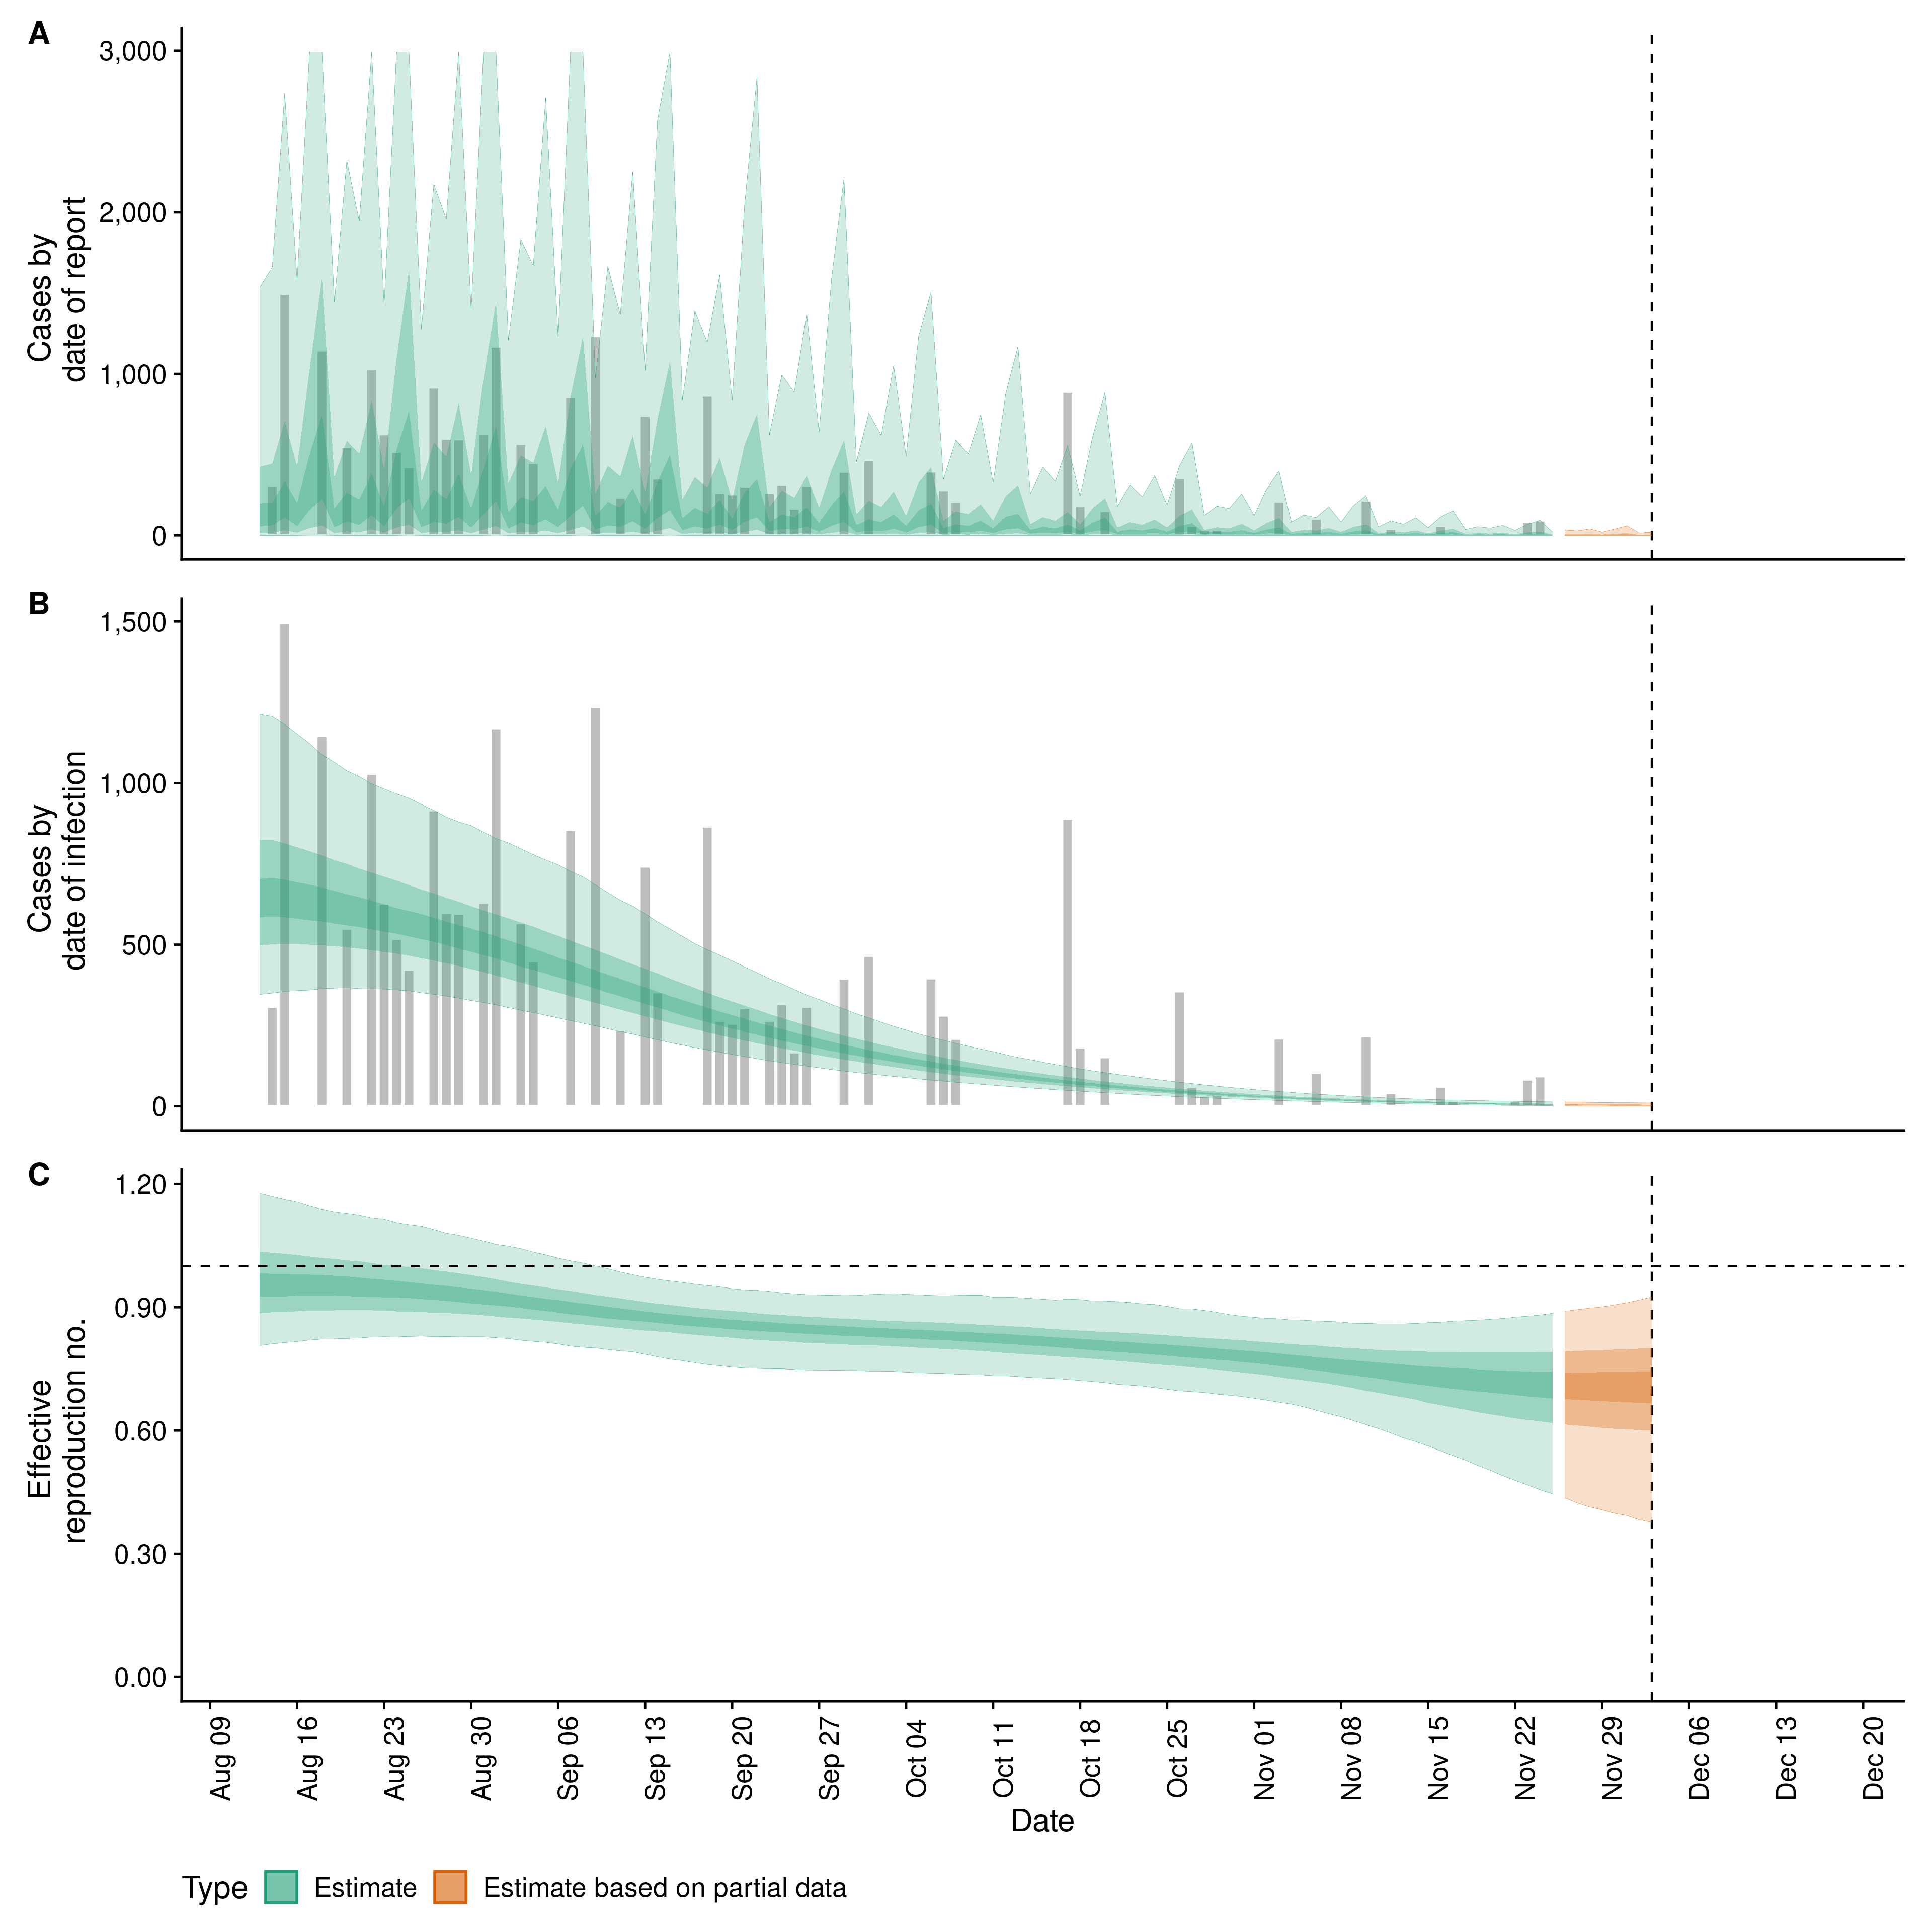 A
3,000
2,000
1,000
0
Cases by
date of report
B
1,500
1,000
500
0
Cases by
date of infection
C
1.20
0.90
0.60
0.30
0.00
Effective
reproduction no.
Aug 09
Aug 16
Aug 23
Aug 30
Sep 06
Sep 13
Sep 20
Sep 27
Oct 04
Oct 11
Oct 18
Oct 25
Nov 01
Nov 08
Nov 15
Nov 22
Nov 29
Dec 06
Dec 13
Dec 20
Date
Type Estimate Estimate based on partial data